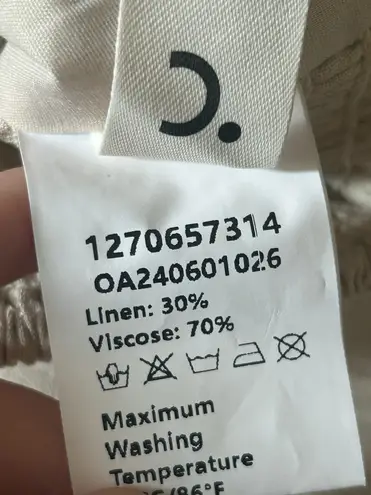 1270657314
OA240601026
Linen: 30%
Viscose: 70%
Maximum
Washing
Temperature